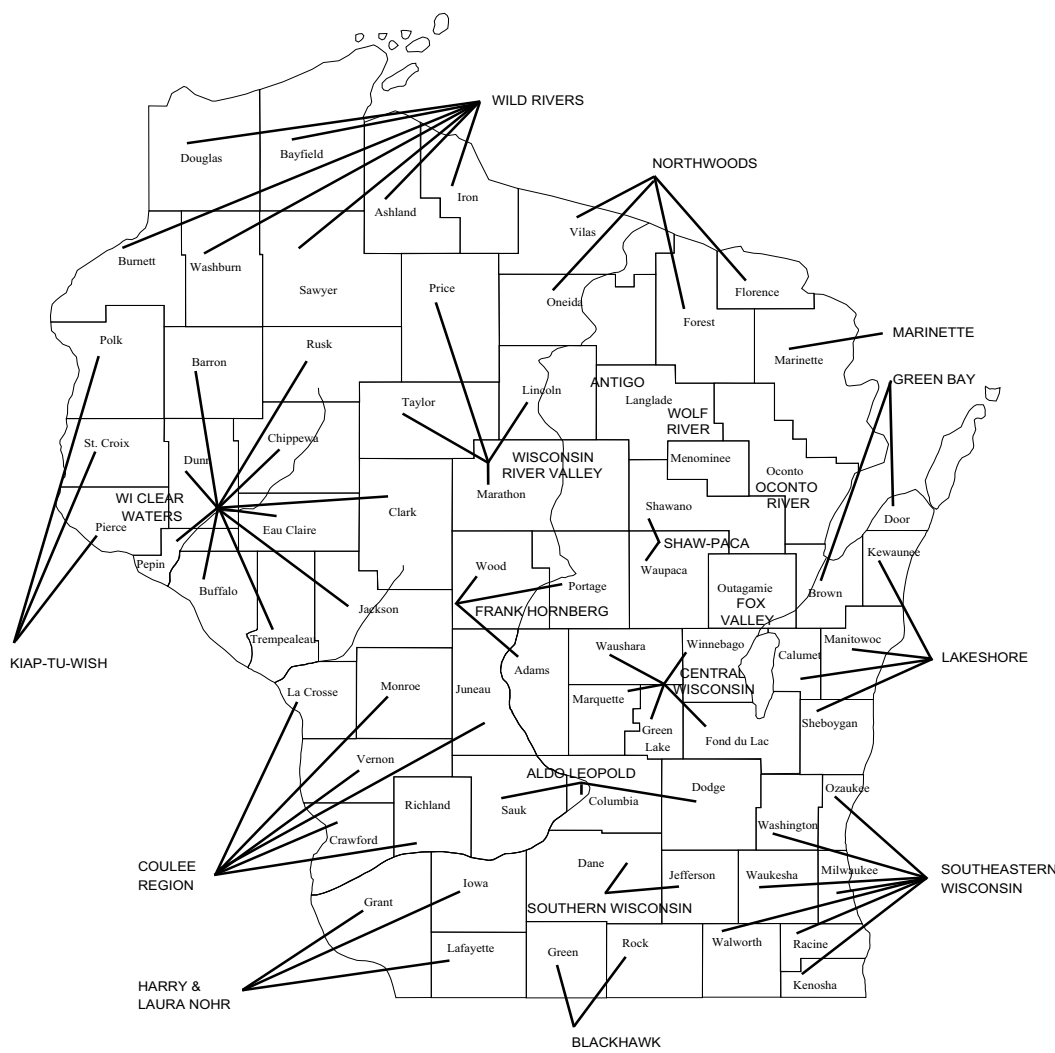 WILD RIVERS
Douglas
Bayfield
NORTHWOODS
Iron
Ashland
Vilas
Burnett
Washburn
Sawyer
Price
Oneida
Florence
Forest
MARINETTE
Polk
Rusk
Barron
Marinette
GREEN BAY
ANTIGO
Lincoln
Langlade
Taylor
WOLF
RIVER
St. Croix
Chippewa
Dunn
WISCONSIN
RIVER VALLEY
Menominee
Oconto
OCONTO
RIVER
Marathon
WI CLEAR
WATERS
Shawano
Clark
Door
Pierce
Eau Claire
SHAW-PACA
Kewaunee
Pepin
Wood
Waupaca
Buffalo
Portage
Outagamie
Brown
FOX
VALLEY
Jackson
FRANK HORNBERG
Trempealeau
Waushara
Winnebago
Manitowoc
KIAP-TU-WISH
Calumet
LAKESHORE
Adams
CENTRAL
WISCONSIN
La Crosse
Monroe
Juneau
Marquette
Sheboygan
Green
Lake
Fond du Lac
Vernon
ALDO LEOPOLD
Dodge
Ozaukee
Richland
Sauk
Columbia
Washington
Crawford
COULEE
REGION
Dane
Jefferson
Waukesha
Milwaukee
SOUTHEASTERN
WISCONSIN
Iowa
Grant
SOUTHERN WISCONSIN
Lafayette
Green
Rock
Walworth
Racine
HARRY &
LAURA NOHR
Kenosha
BLACKHAWK